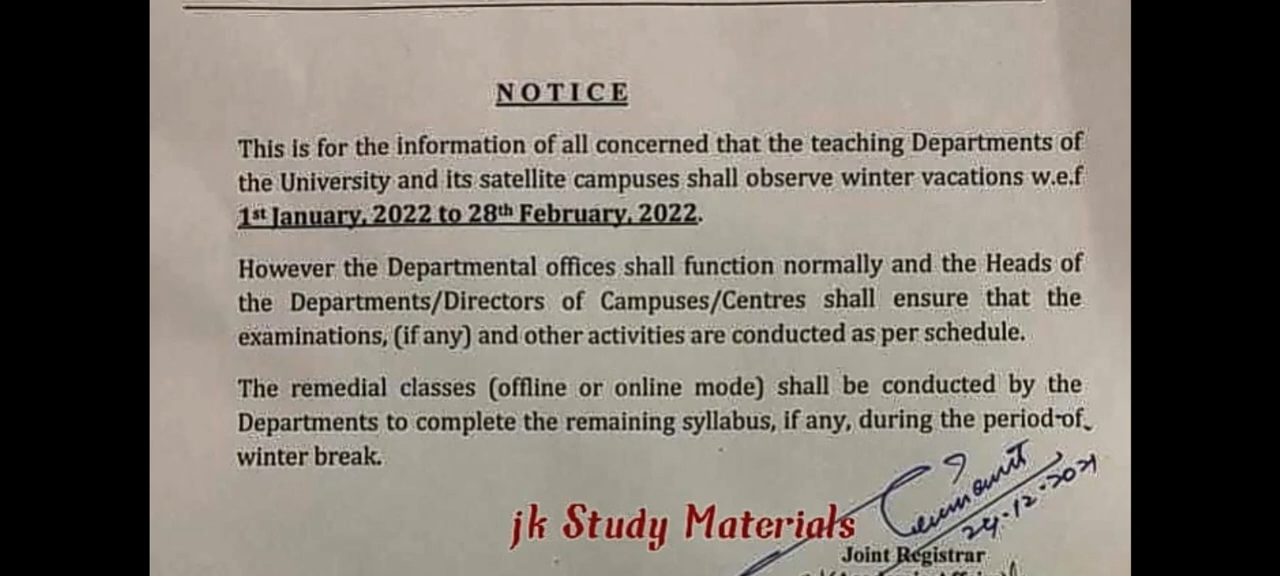 NOTICE
This is for the information of all concerned that the teaching Departments of
the University and its satellite campuses shall observe winter vacations w.e.f
1st January, 2022 to 28th February, 2022.
However the Departmental offices shall function normally and the Heads of
the Departments/Directors of Campuses/Centres shall ensure that the
examinations, (if any) and other activities are conducted as per schedule.
The remedial classes (offline or online mode) shall be conducted by the
Departments to complete the remaining syllabus, if any, during the period of
winter break.
24-12-2021
jk Study Materials
Joint Registrar